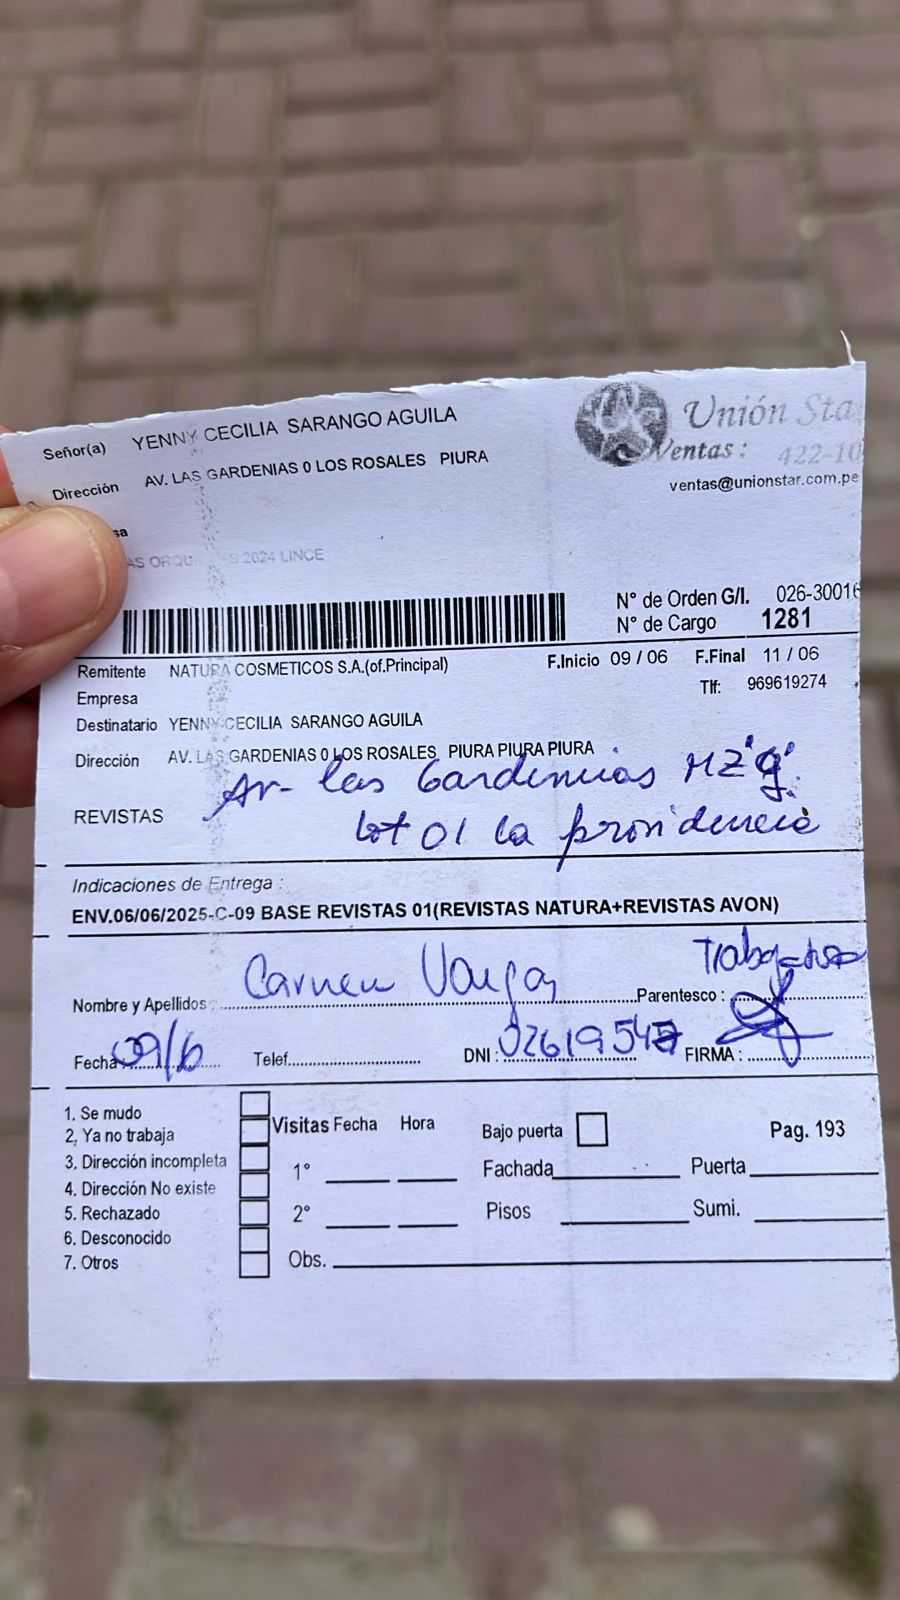 Señor(a) YENNY CECILIA SARANGO AGUILA
Unión Sta
Dirección AV. LAS GARDENIAS 0 LOS ROSALES PIURA
Ventas: 422-10
ventas@unionstar.com.pe
sa
AS ORQU S 2024 LINCE
N° de Orden G/I. 026-30016
N° de Cargo 1281
Remitente NATURA COSMETICOS S.A.(of.Principal)
F.Inicio 09 / 06 F.Final 11 / 06
Empresa
Tlf: 969619274
Destinatario YENNY CECILIA SARANGO AGUILA
Dirección AV. LAS GARDENIAS 0 LOS ROSALES PIURA PIURA PIURA
Av- las Gardenias MZ "g"
REVISTAS
Lot 01 la providencia
Indicaciones de Entrega :
ENV.06/06/2025-C-09 BASE REVISTAS 01(REVISTAS NATURA+REVISTAS AVON)
Nombre y Apellidos : Carmen Vargas Parentesco :
Fecha 09/6 Telef. DNI : FIRMA :
1. Se mudo
2. Ya no trabaja
3. Dirección incompleta
4. Dirección No existe
5. Rechazado
6. Desconocido
7. Otros
Visitas Fecha Hora
1°
2°
Obs.
Bajo puerta
Pag. 193
Fachada Puerta
Pisos Sumi.